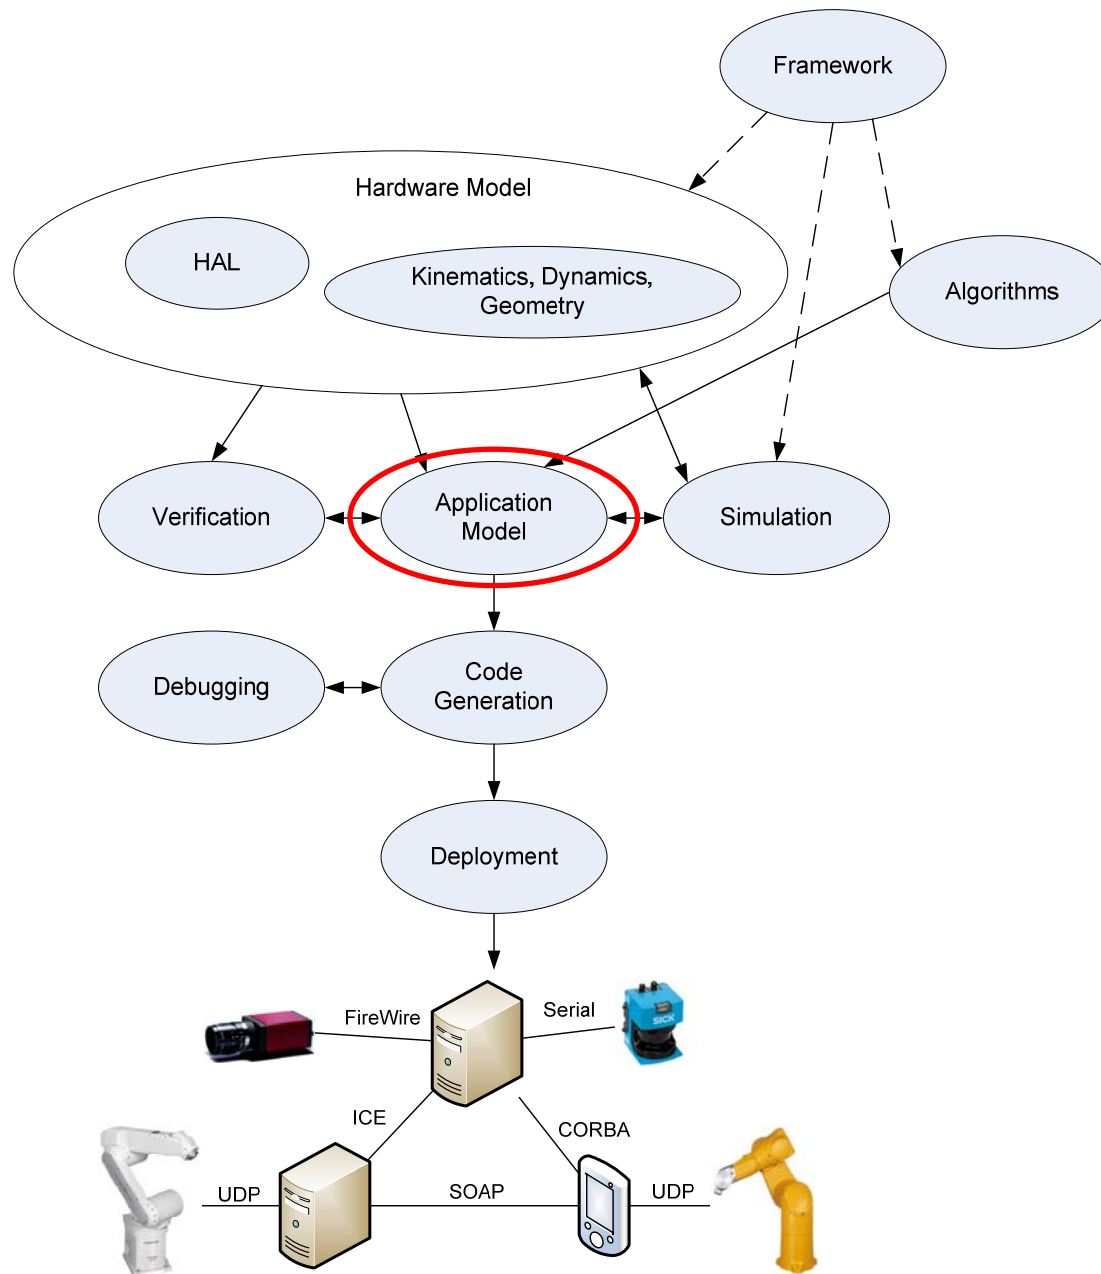 Framework
Hardware Model
HAL
Kinematics, Dynamics,
Geometry
Algorithms
Verification
Application
Model
Simulation
Debugging
Code
Generation
Deployment
FireWire
Serial
SICK
ICE
CORBA
UDP
SOAP
UDP